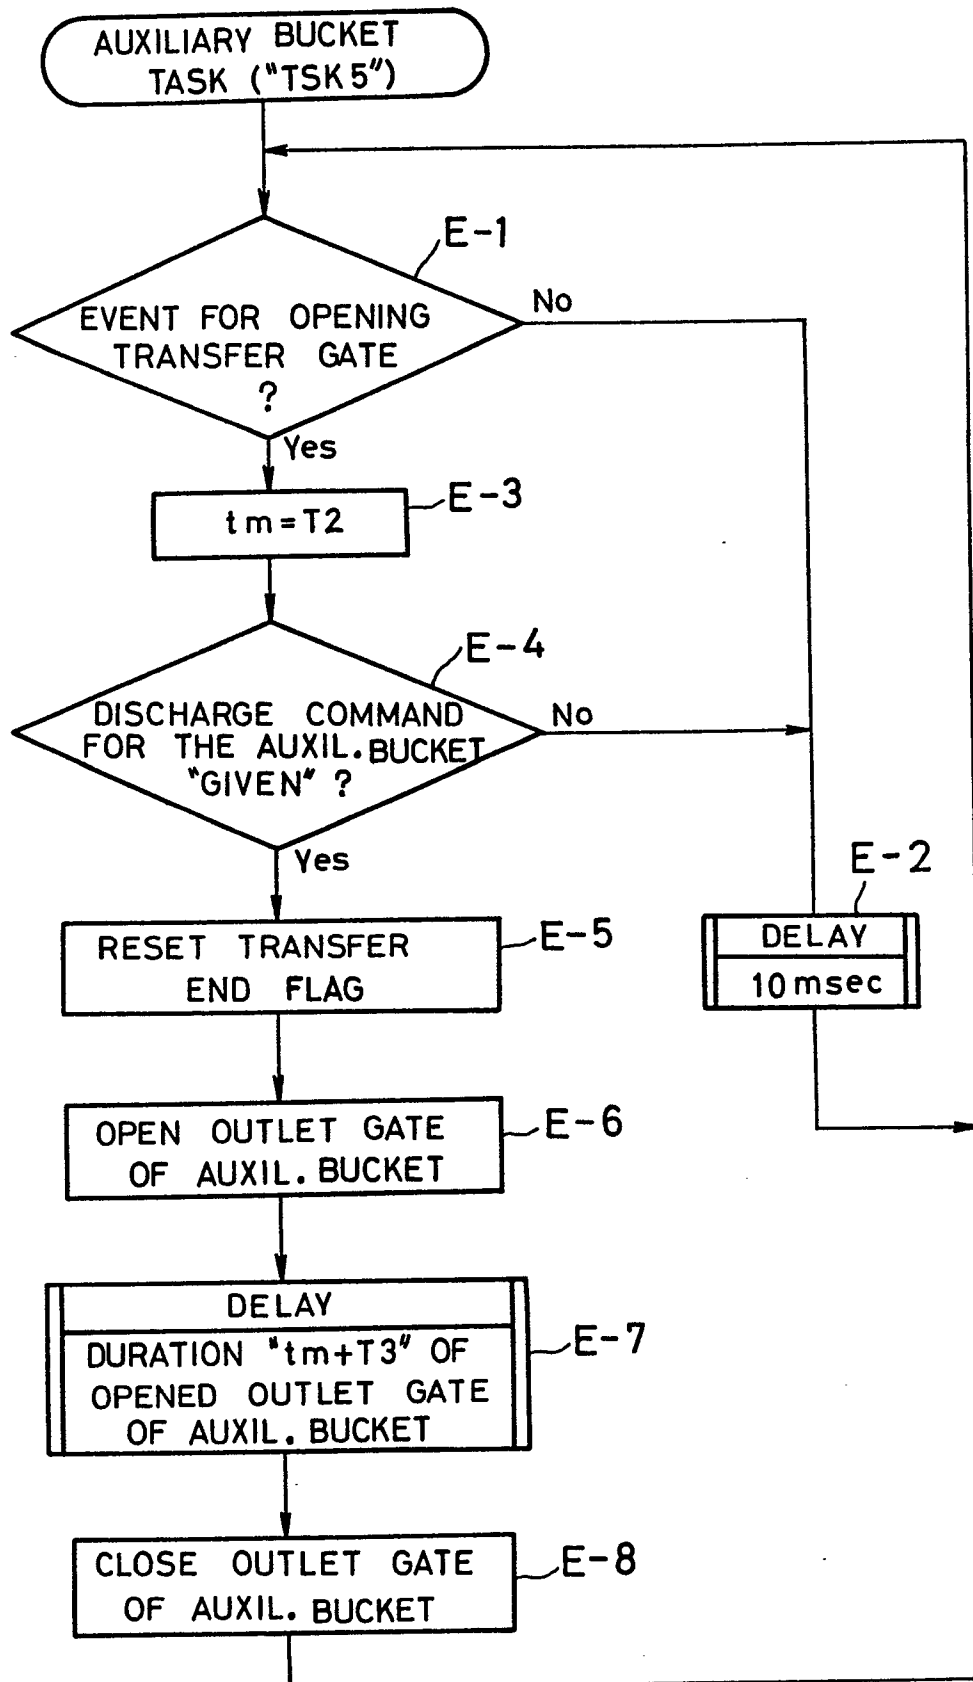 AUXILIARY BUCKET
TASK ("TSK5")
E-1
EVENT FOR OPENING
TRANSFER GATE
?
No
Yes
E-3
tm=T2
E-4
DISCHARGE COMMAND
FOR THE AUXIL. BUCKET
"GIVEN" ?
No
Yes
E-2
DELAY
10msec
E-5
RESET TRANSFER
END FLAG
E-6
OPEN OUTLET GATE
OF AUXIL. BUCKET
E-7
DELAY
DURATION "tm+T3" OF
OPENED OUTLET GATE
OF AUXIL. BUCKET
E-8
CLOSE OUTLET GATE
OF AUXIL. BUCKET